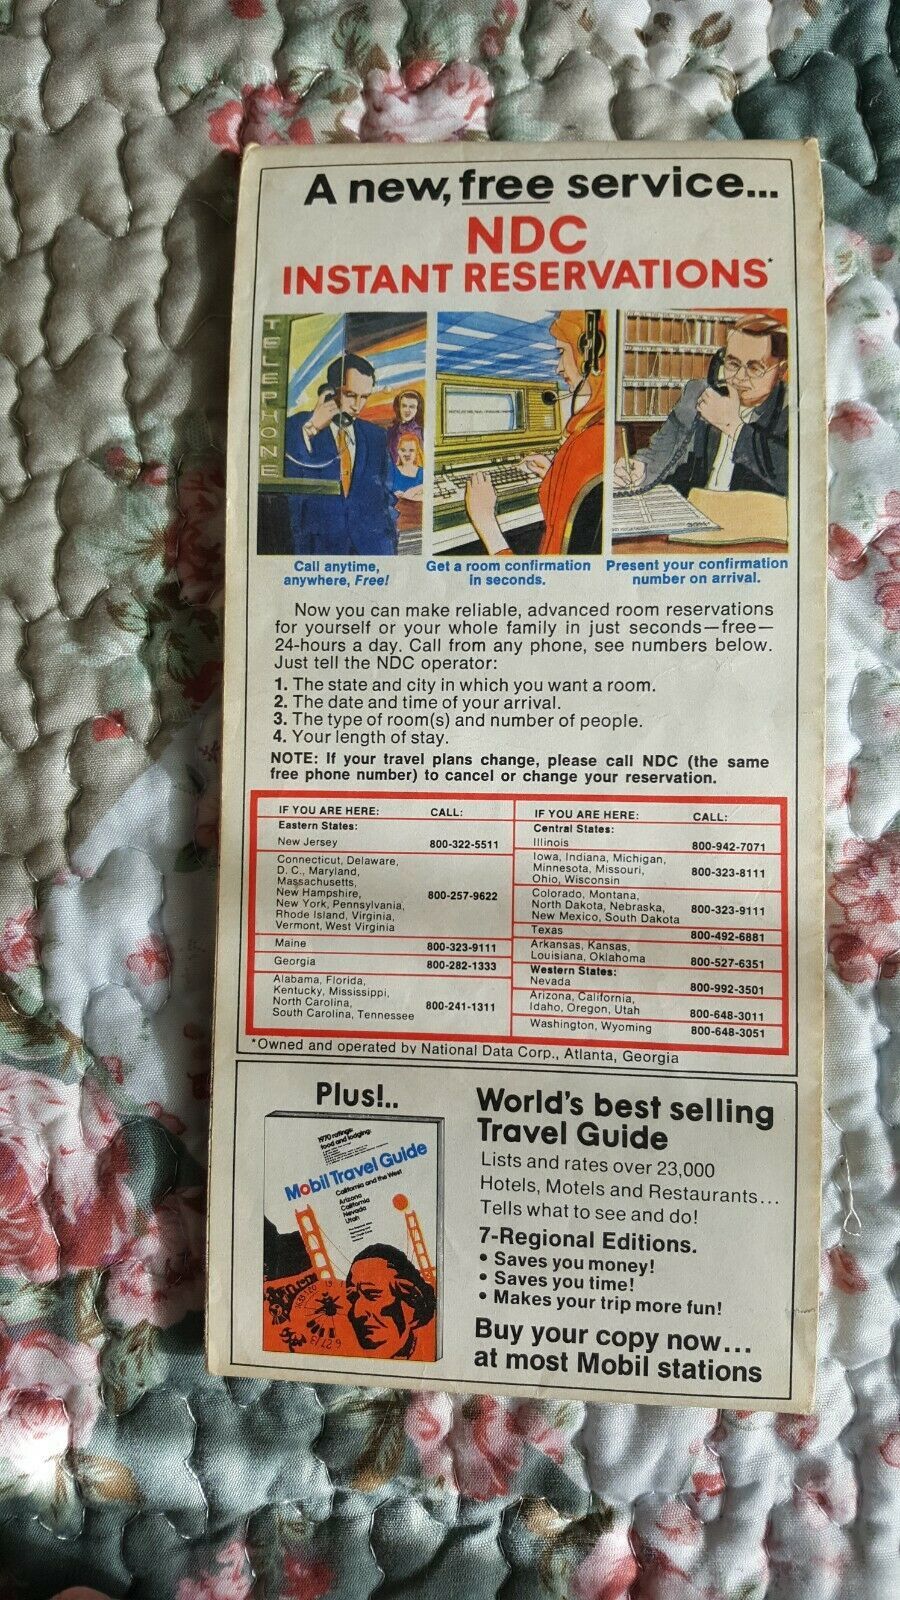 A new, free service...
NDC
INSTANT RESERVATIONS*
TELEPHONE
Call anytime,
anywhere, Free!
Get a room confirmation
in seconds.
Present your confirmation
number on arrival.
Now you can make reliable, advanced room reservations
for yourself or your whole family in just seconds—free—
24-hours a day. Call from any phone, see numbers below.
Just tell the NDC operator:
1. The state and city in which you want a room.
2. The date and time of your arrival.
3. The type of room(s) and number of people.
4. Your length of stay.
NOTE: If your travel plans change, please call NDC (the same
free phone number) to cancel or change your reservation.
IF YOU ARE HERE: CALL:
Eastern States:
New Jersey 800-322-5511
Connecticut, Delaware,
D. C., Maryland,
Massachusetts,
New Hampshire, 800-257-9622
New York, Pennsylvania,
Rhode Island, Virginia,
Vermont, West Virginia
Maine 800-323-9111
Georgia 800-282-1333
Alabama, Florida,
Kentucky, Mississippi,
North Carolina, 800-241-1311
South Carolina, Tennessee
IF YOU ARE HERE: CALL:
Central States:
Illinois 800-942-7071
Iowa, Indiana, Michigan,
Minnesota, Missouri, 800-323-8111
Ohio, Wisconsin
Colorado, Montana,
North Dakota, Nebraska, 800-323-9111
New Mexico, South Dakota
Texas 800-492-6881
Arkansas, Kansas,
Louisiana, Oklahoma 800-527-6351
Western States:
Nevada 800-992-3501
Arizona, California,
Idaho, Oregon, Utah 800-648-3011
Washington, Wyoming 800-648-3051
*Owned and operated by National Data Corp., Atlanta, Georgia
Plus!..
1970 ratings:
food and lodging
Mobil Travel Guide
California and the West
Arizona
California
Nevada
Utah
World's best selling
Travel Guide
Lists and rates over 23,000
Hotels, Motels and Restaurants...
Tells what to see and do!
7-Regional Editions.
• Saves you money!
• Saves you time!
• Makes your trip more fun!
Buy your copy now...
at most Mobil stations